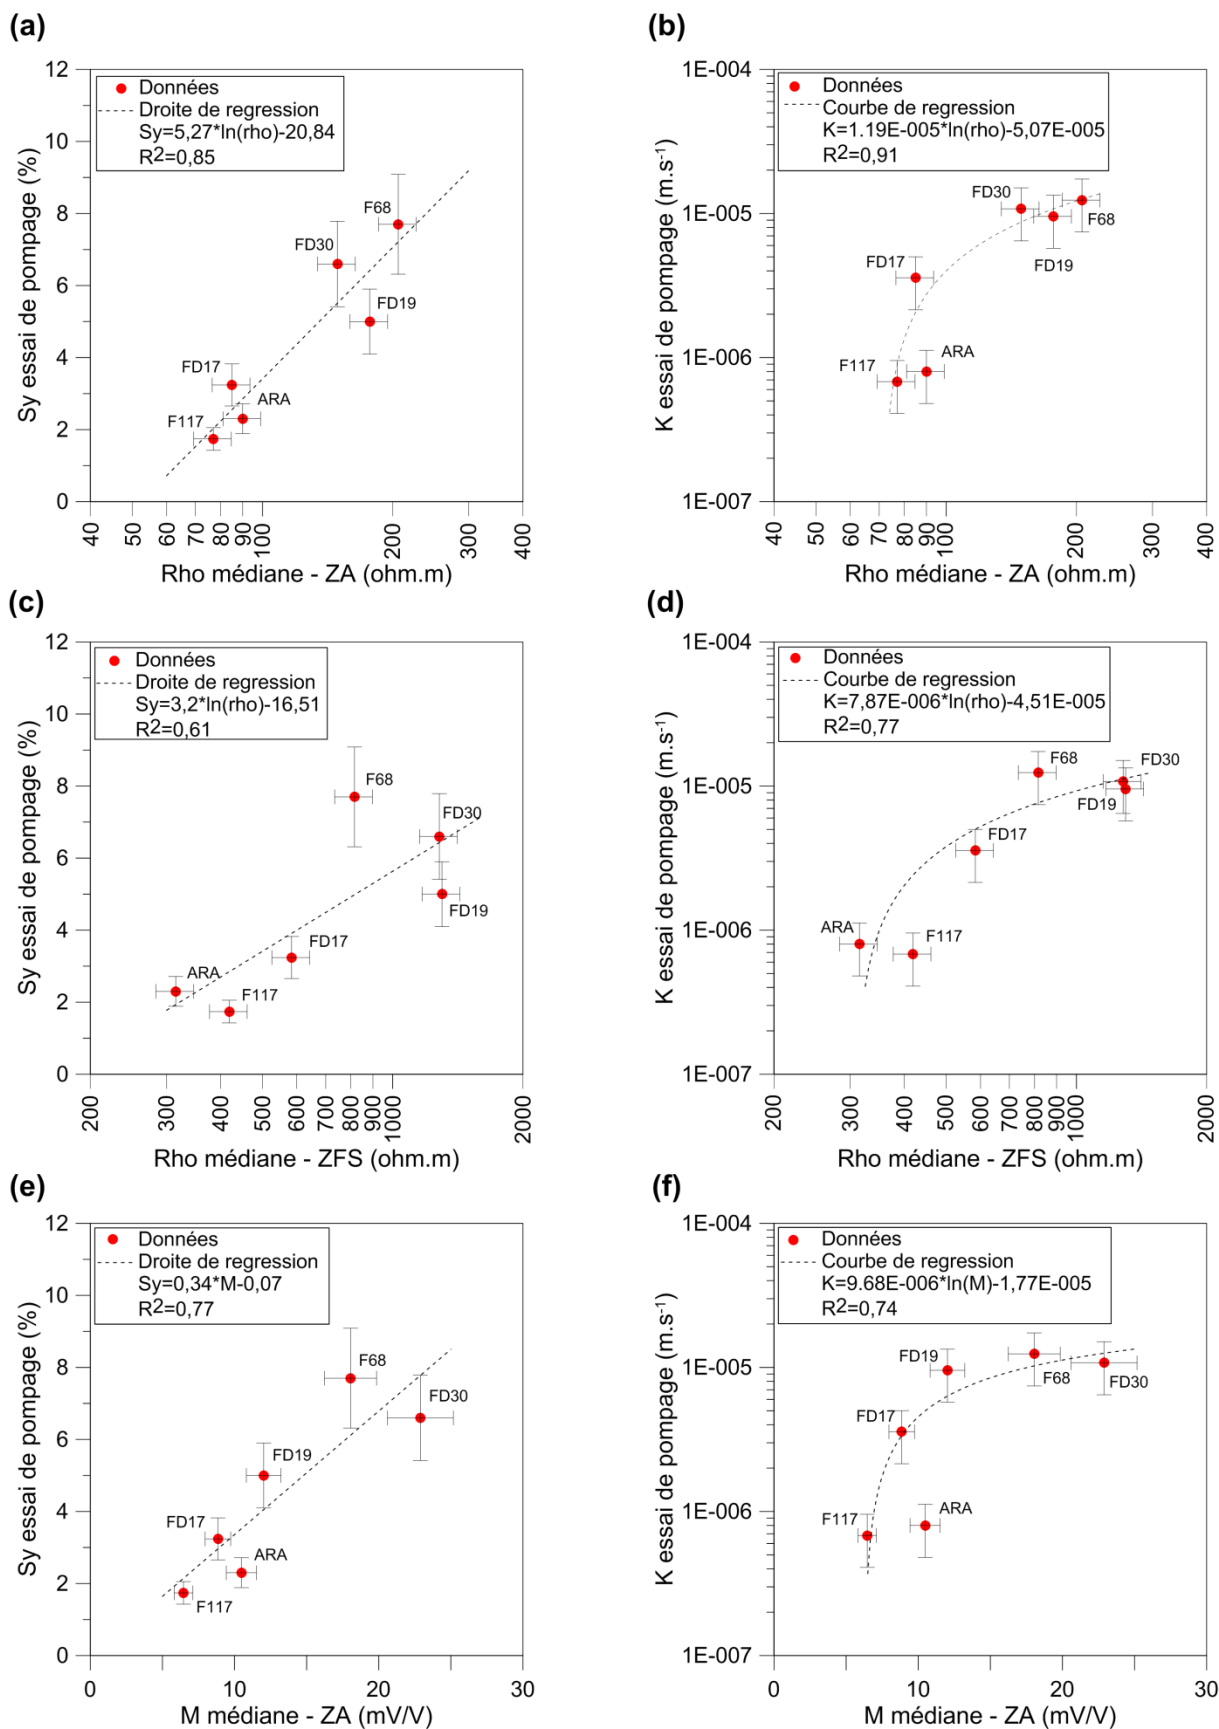 (a)
12
10
8
6
4
2
0
Sy essai de pompage (%)
Données
Droite de regression
Sy=5,27*ln(rho)-20,84
R2=0,85
F68
FD30
FD19
FD17
ARA
F117
40
50
60
70
80
90
100
200
300
400
Rho médiane - ZA (ohm.m)
(b)
1E-004
1E-005
1E-006
1E-007
K essai de pompage (m.s-1)
Données
Courbe de regression
K=1.19E-005*ln(rho)-5,07E-005
R2=0,91
FD30
F68
FD19
FD17
ARA
F117
40
50
60
70
80
90
100
200
300
400
Rho médiane - ZA (ohm.m)
(c)
12
10
8
6
4
2
0
Sy essai de pompage (%)
Données
Droite de regression
Sy=3,2*ln(rho)-16,51
R2=0,61
F68
FD30
FD19
FD17
ARA
F117
200
300
400
500
600
700
800
900
1000
2000
Rho médiane - ZFS (ohm.m)
(d)
1E-004
1E-005
1E-006
1E-007
K essai de pompage (m.s-1)
Données
Courbe de regression
K=7,87E-006*ln(rho)-4,51E-005
R2=0,77
F68
FD30
FD19
FD17
ARA
F117
200
300
400
500
600
700
800
900
1000
2000
Rho médiane - ZFS (ohm.m)
(e)
12
10
8
6
4
2
0
Sy essai de pompage (%)
Données
Droite de regression
Sy=0,34*M-0,07
R2=0,77
F68
FD30
FD19
FD17
ARA
F117
0
10
20
30
M médiane - ZA (mV/V)
(f)
1E-004
1E-005
1E-006
1E-007
K essai de pompage (m.s-1)
Données
Courbe de regression
K=9.68E-006*ln(M)-1,77E-005
R2=0,74
FD19
F68
FD30
FD17
F117
ARA
0
10
20
30
M médiane - ZA (mV/V)